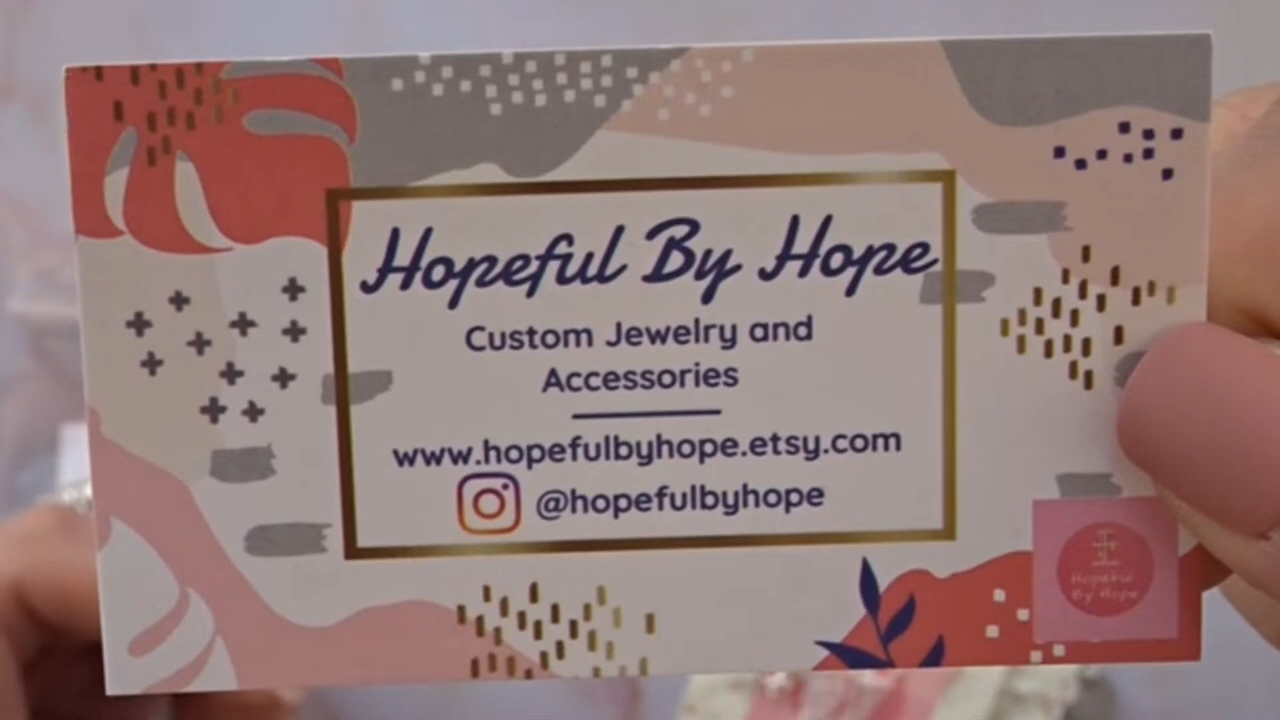 Hopeful By Hope
Custom Jewelry and
Accessories
www.hopefulbyhope.etsy.com
@hopefulbyhope
Hopeful
By Hope